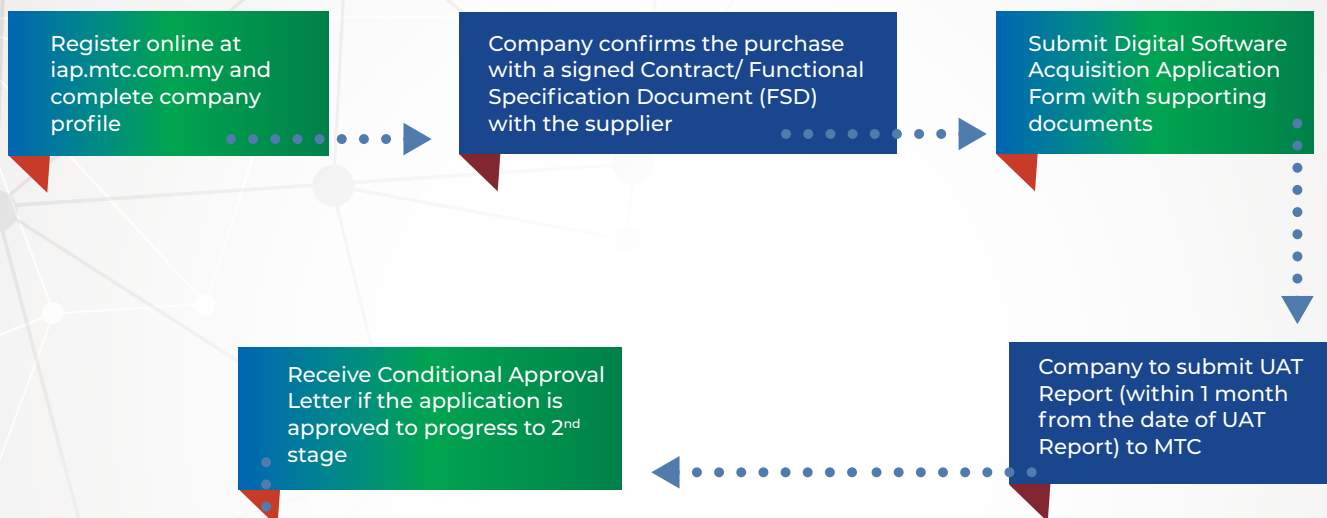 Register online at
iap.mtc.com.my and
complete company
profile
Company confirms the purchase
with a signed Contract/ Functional
Specification Document (FSD)
with the supplier
Submit Digital Software
Acquisition Application
Form with supporting
documents
Company to submit UAT
Report (within 1 month
from the date of UAT
Report) to MTC
Receive Conditional Approval
Letter if the application is
approved to progress to 2nd
stage